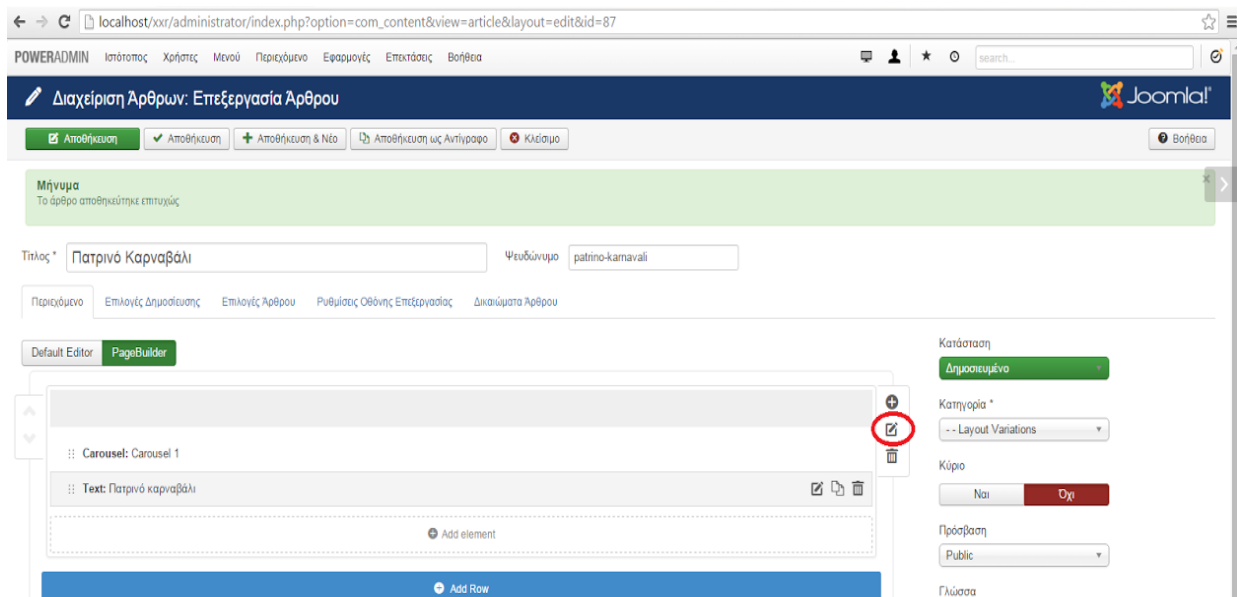 localhost/xxr/administrator/index.php?option=com_content&view=article&layout=edit&id=87
POWERADMIN Ιστότοπος Χρήστες Μενού Περιεχόμενο Εφαρμογές Επεκτάσεις Βοήθεια search...
Διαχείριση Άρθρων: Επεξεργασία Άρθρου Joomla!
Αποθήκευση Αποθήκευση Αποθήκευση & Νέο Αποθήκευση ως Αντίγραφο Κλείσιμο Βοήθεια
Μήνυμα
Το άρθρο αποθηκεύτηκε επιτυχώς
Τίτλος * Πατρινό Καρναβάλι Ψευδώνυμο patrino-karnavali
Περιεχόμενο Επιλογές Δημοσίευσης Επιλογές Άρθρου Ρυθμίσεις Οθόνης Επεξεργασίας Δικαιώματα Άρθρου
Default Editor PageBuilder
Κατάσταση
Δημοσιευμένο
Κατηγορία *
- - Layout Variations
Carousel: Carousel 1
Κύριο
Text: Πατρινό καρναβάλι
Ναι Όχι
Add element
Πρόσβαση
Public
Add Row
Γλώσσα